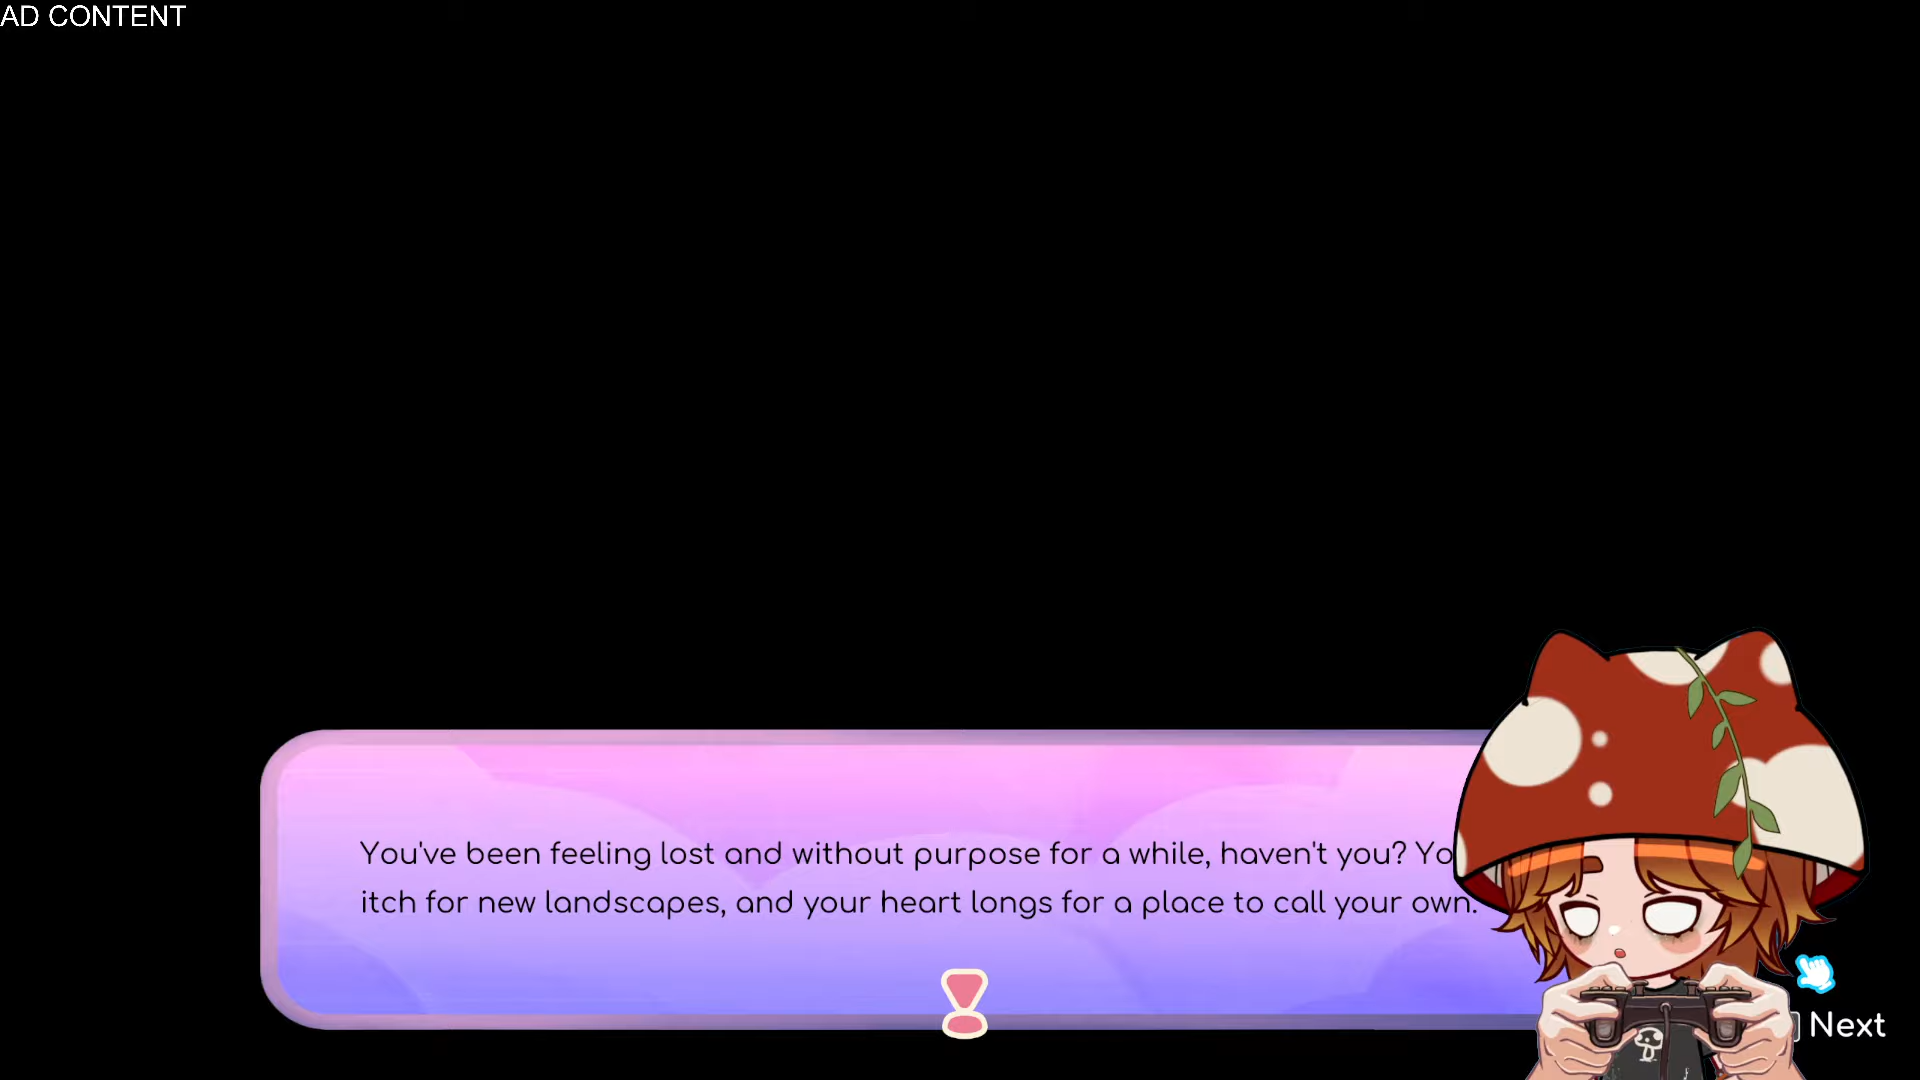 AD CONTENT
You've been feeling lost and without purpose for a while, haven't you?
itch for new landscapes, and your heart longs for a place to call your own.
Next